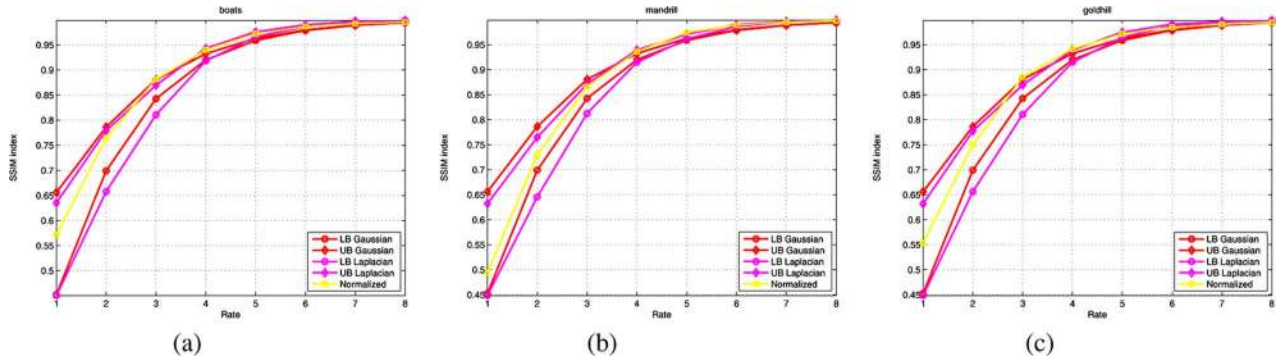 boats
SSIM index
0.95
0.9
0.85
0.8
0.75
0.7
0.65
0.6
0.55
0.5
LB Gaussian
UB Gaussian
LB Laplacian
UB Laplacian
Normalized
1 2 3 4 5 6 7 8
Rate
(a)
mandrill
SSIM index
0.95
0.9
0.85
0.8
0.75
0.7
0.65
0.6
0.55
0.5
0.45
LB Gaussian
UB Gaussian
LB Laplacian
UB Laplacian
Normalized
1 2 3 4 5 6 7 8
Rate
(b)
goldhill
SSIM index
0.95
0.9
0.85
0.8
0.75
0.7
0.65
0.6
0.55
0.5
0.45
LB Gaussian
UB Gaussian
LB Laplacian
UB Laplacian
Normalized
1 2 3 4 5 6 7 8
Rate
(c)